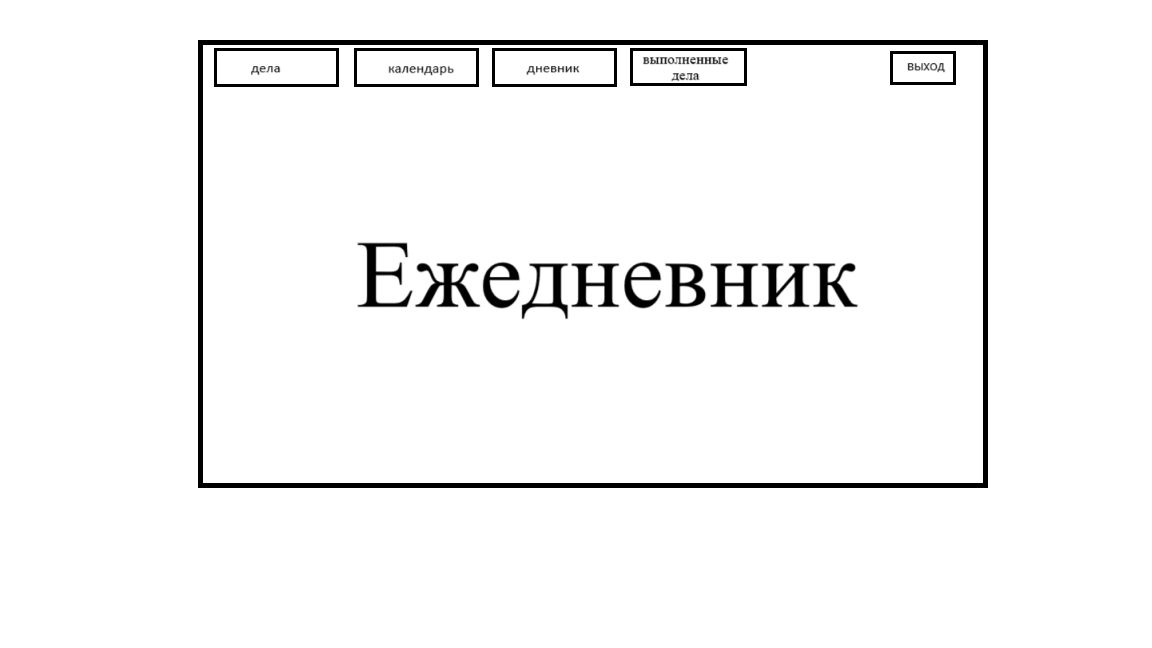 дела
календарь
дневник
выполненные
дела
выход
Ежедневник